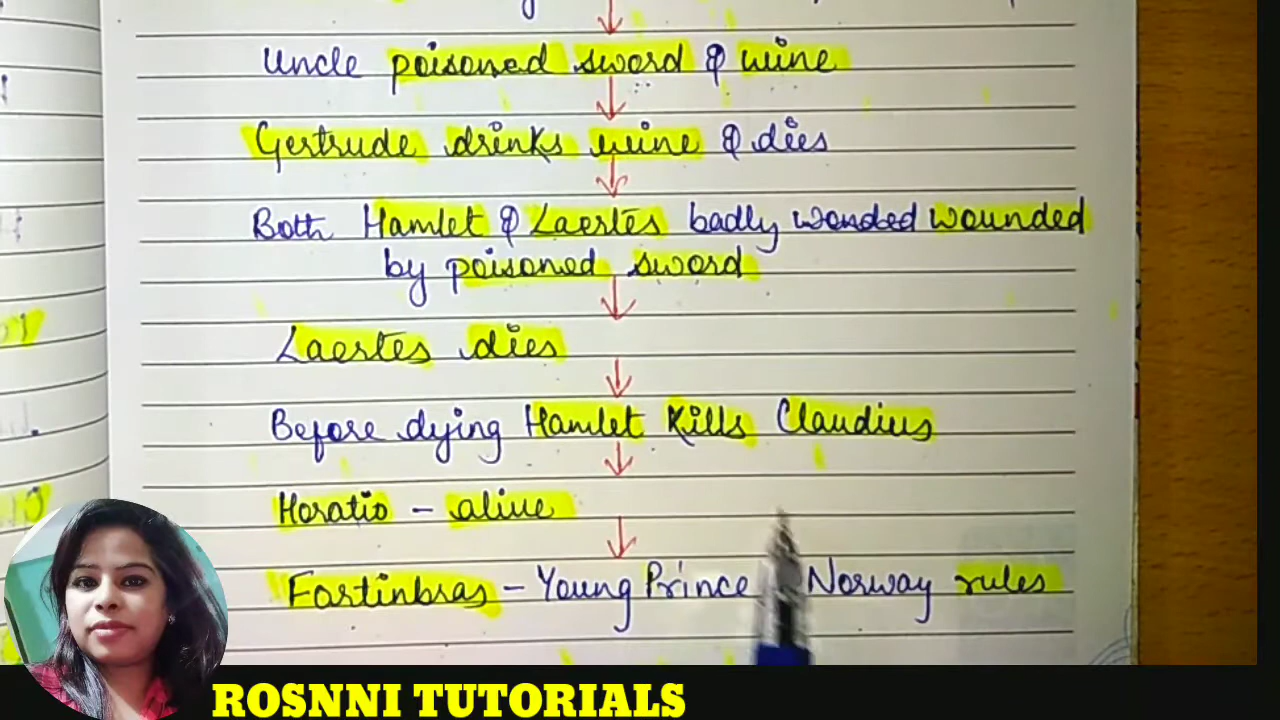 Uncle poisoned sword & wine
Gertrude drinks wine & dies
Both Hamlet & Laertes badly wonded wounded
by poisoned sword
Laertes dies
Before dying Hamlet Kills Claudius
Horatio - alive
Fortinbras - Young Prince Norway rules
ROSNNI TUTORIALS